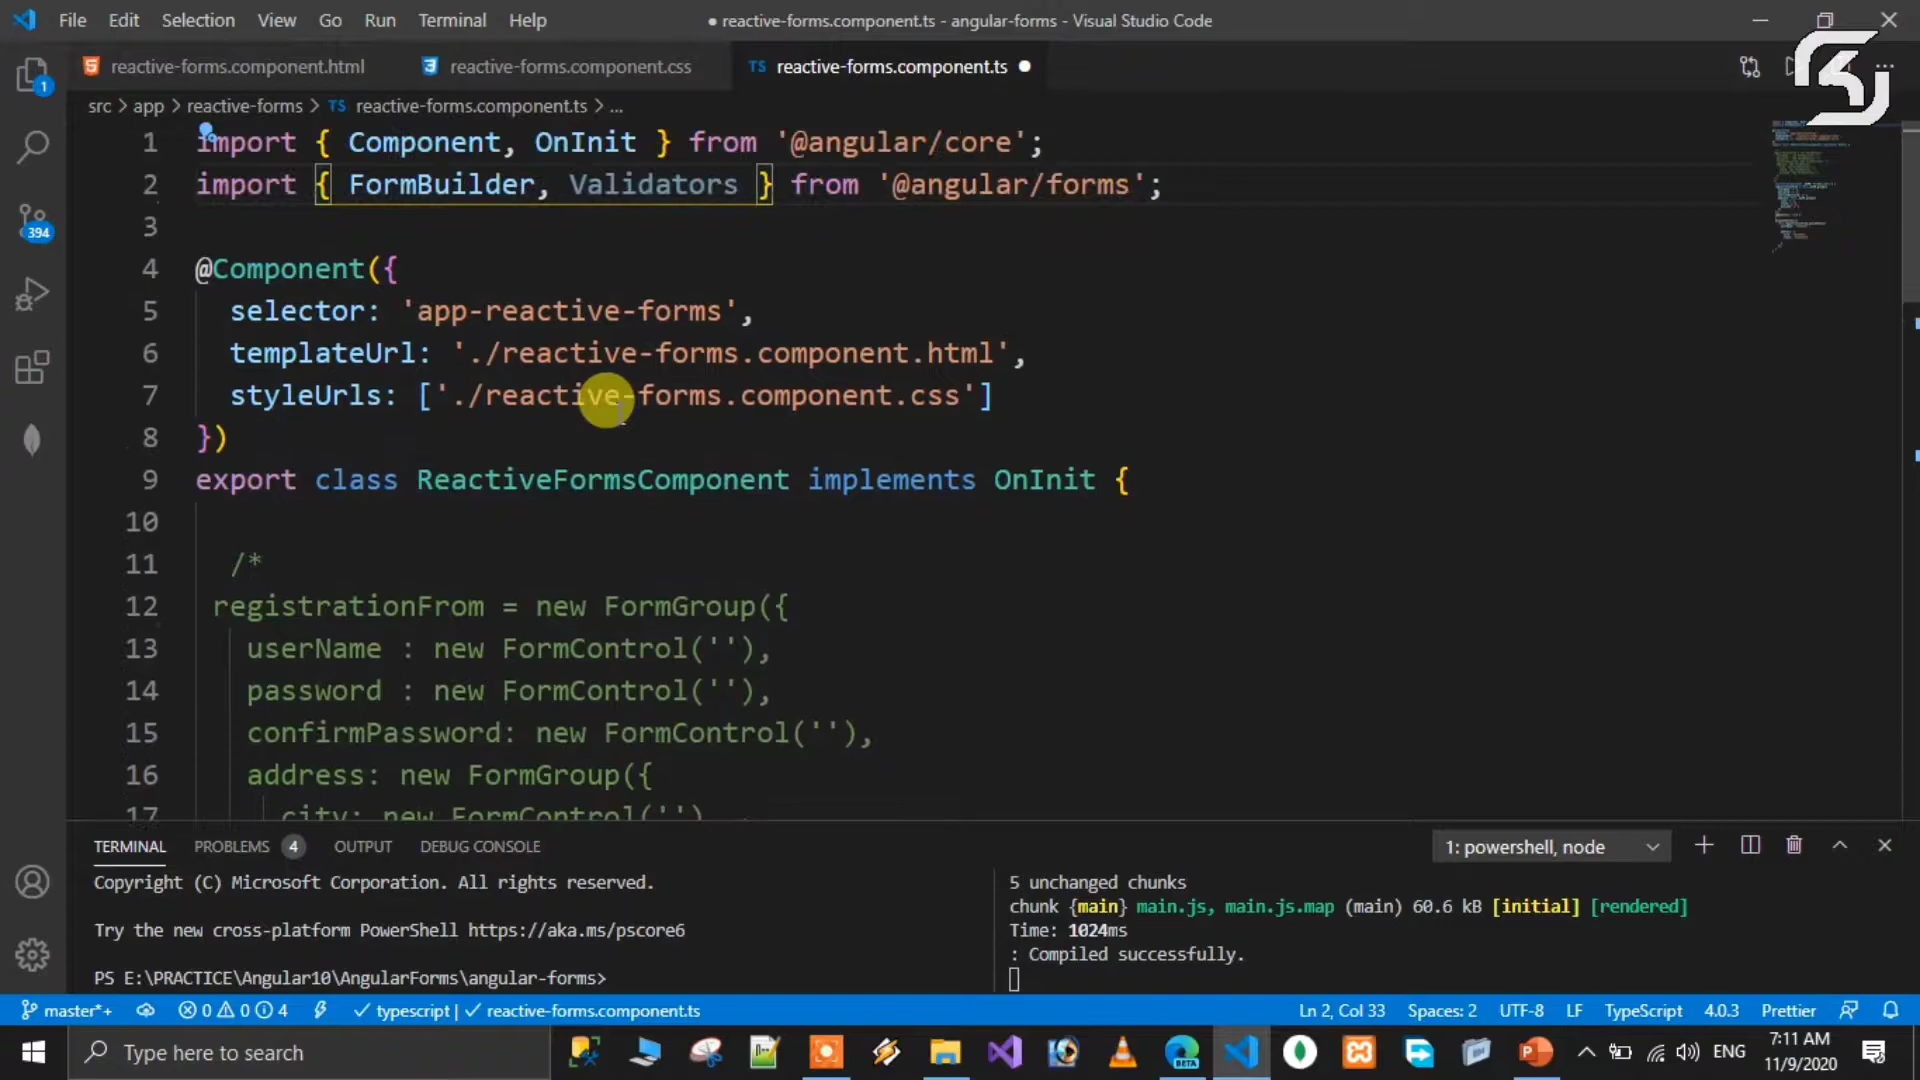 File Edit Selection View Go Run Terminal Help
● reactive-forms.component.ts - angular-forms - Visual Studio Code
reactive-forms.component.html
reactive-forms.component.css
TS reactive-forms.component.ts ●
src > app > reactive-forms > TS reactive-forms.component.ts > ...
1 import { Component, OnInit } from '@angular/core';
2 import { FormBuilder, Validators } from '@angular/forms';
3
4 @Component({
5 selector: 'app-reactive-forms',
6 templateUrl: './reactive-forms.component.html',
7 styleUrls: ['./reactive-forms.component.css']
8 })
9 export class ReactiveFormsComponent implements OnInit {
10
11 /*
12 registrationFrom = new FormGroup({
13 userName : new FormControl(''),
14 password : new FormControl(''),
15 confirmPassword: new FormControl(''),
16 address: new FormGroup({
17 city: new FormControl('')
1
394
TERMINAL PROBLEMS 4 OUTPUT DEBUG CONSOLE
1: powershell, node
Copyright (C) Microsoft Corporation. All rights reserved.
Try the new cross-platform PowerShell https://aka.ms/pscore6
PS E:\PRACTICE\Angular10\AngularForms\angular-forms>
5 unchanged chunks
chunk {main} main.js, main.js.map (main) 60.6 kB [initial] [rendered]
Time: 1024ms
: Compiled successfully.
master*+ 0 0 4 typescript | reactive-forms.component.ts
Ln 2, Col 33 Spaces: 2 UTF-8 LF TypeScript 4.0.3 Prettier
Type here to search
BETA
ENG
7:11 AM
11/9/2020